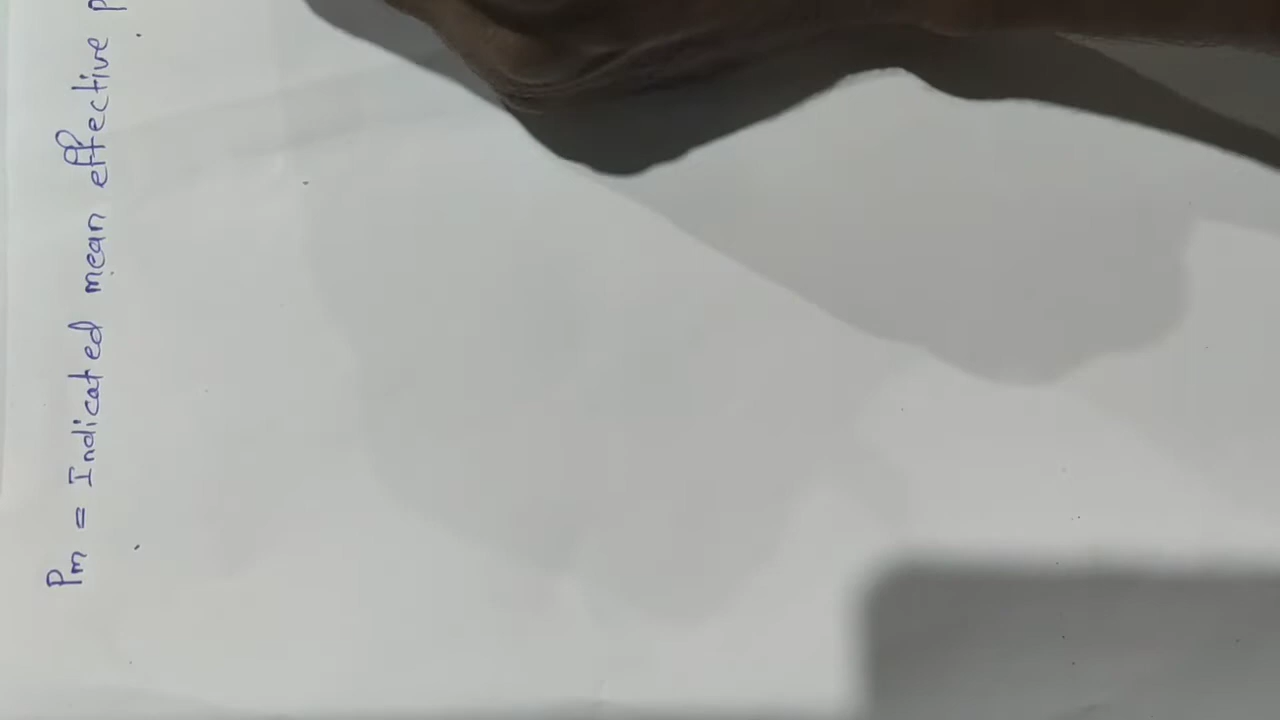 Pm = Indicated mean effective p